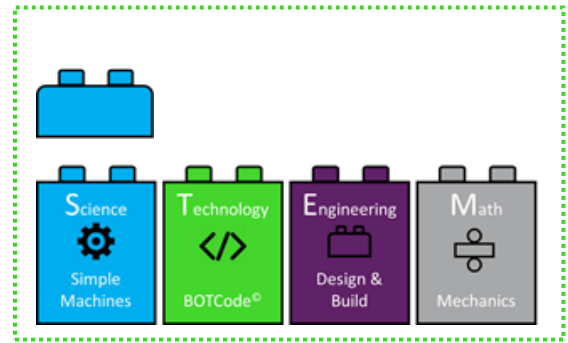 Science
Simple
Machines
Technology
</>
BOTCode©
Engineering
Design &
Build
Math
Mechanics